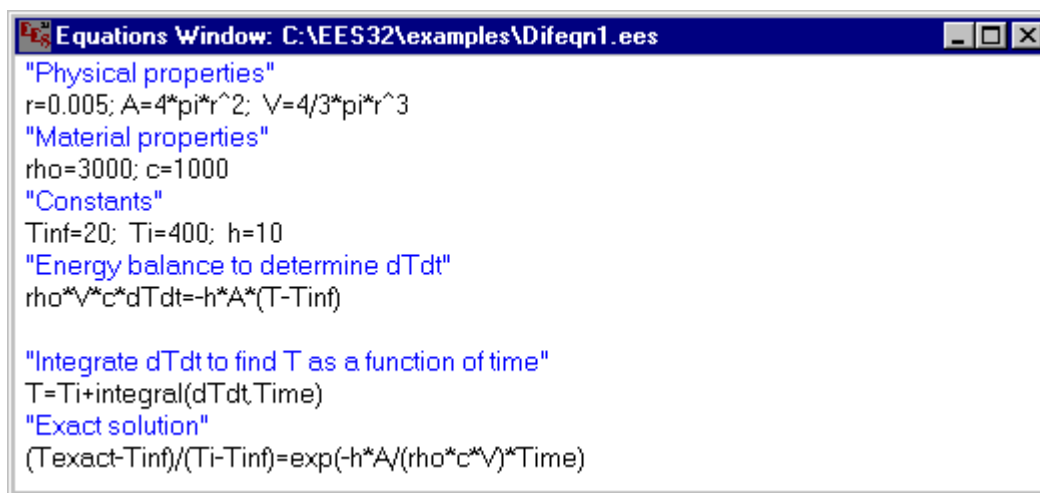 Equations Window: C:\EES32\examples\Difeqn1.ees
"Physical properties"
r=0.005; A=4*pi*r^2; V=4/3*pi*r^3
"Material properties"
rho=3000; c=1000
"Constants"
Tinf=20; Ti=400; h=10
"Energy balance to determine dTdt"
rho*V*c*dTdt=-h*A*(T-Tinf)
"Integrate dTdt to find T as a function of time"
T=Ti+integral(dTdt,Time)
"Exact solution"
(Texact-Tinf)/(Ti-Tinf)=exp(-h*A/(rho*c*V)*Time)